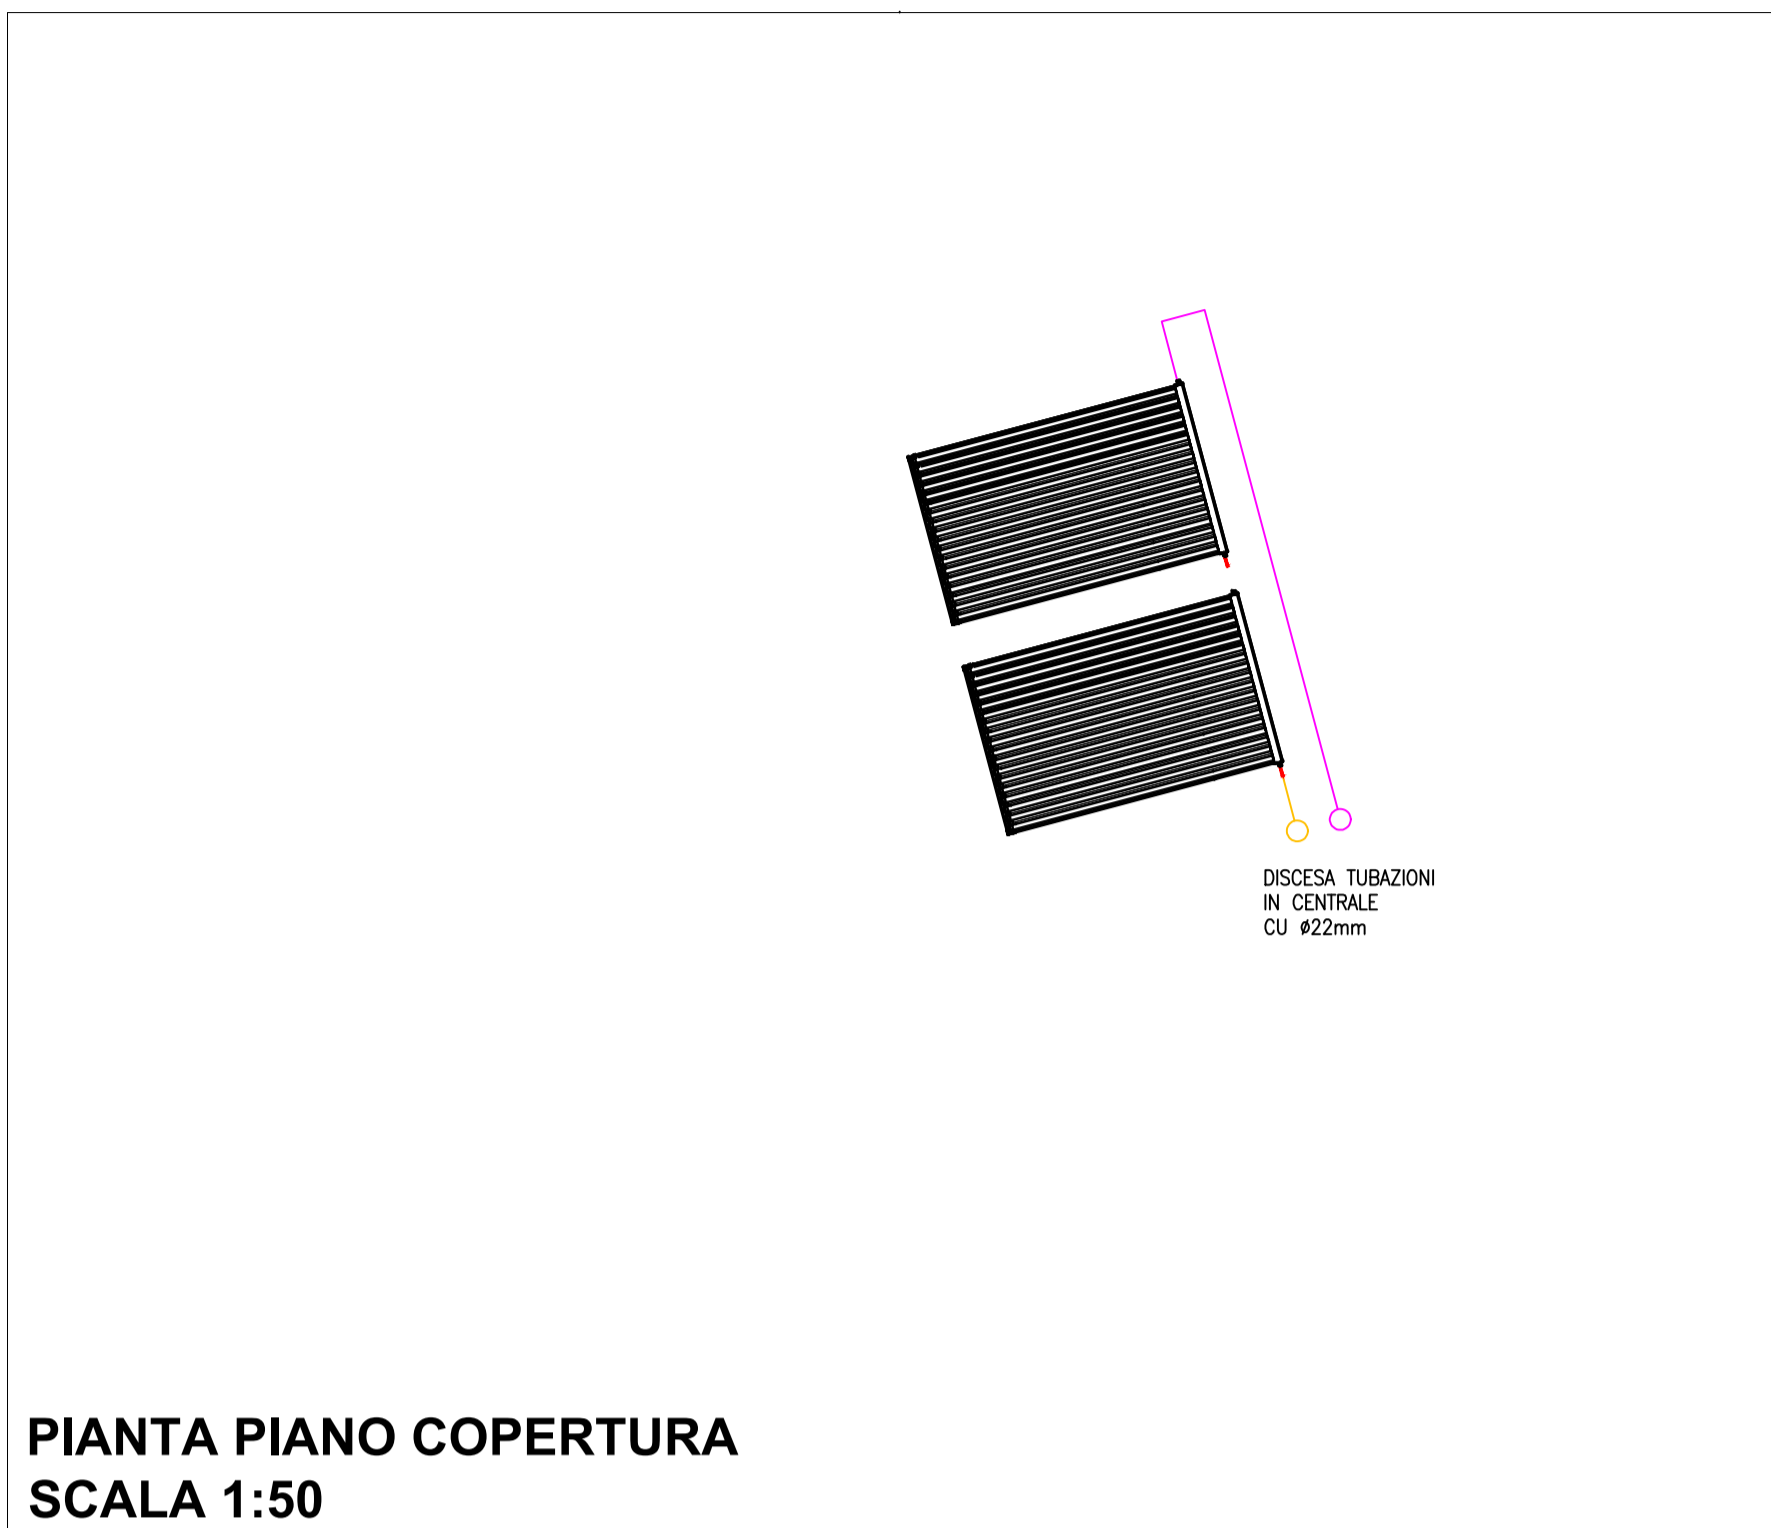 DISCESA TUBAZIONI
IN CENTRALE
CU ø22mm
PIANTA PIANO COPERTURA
SCALA 1:50